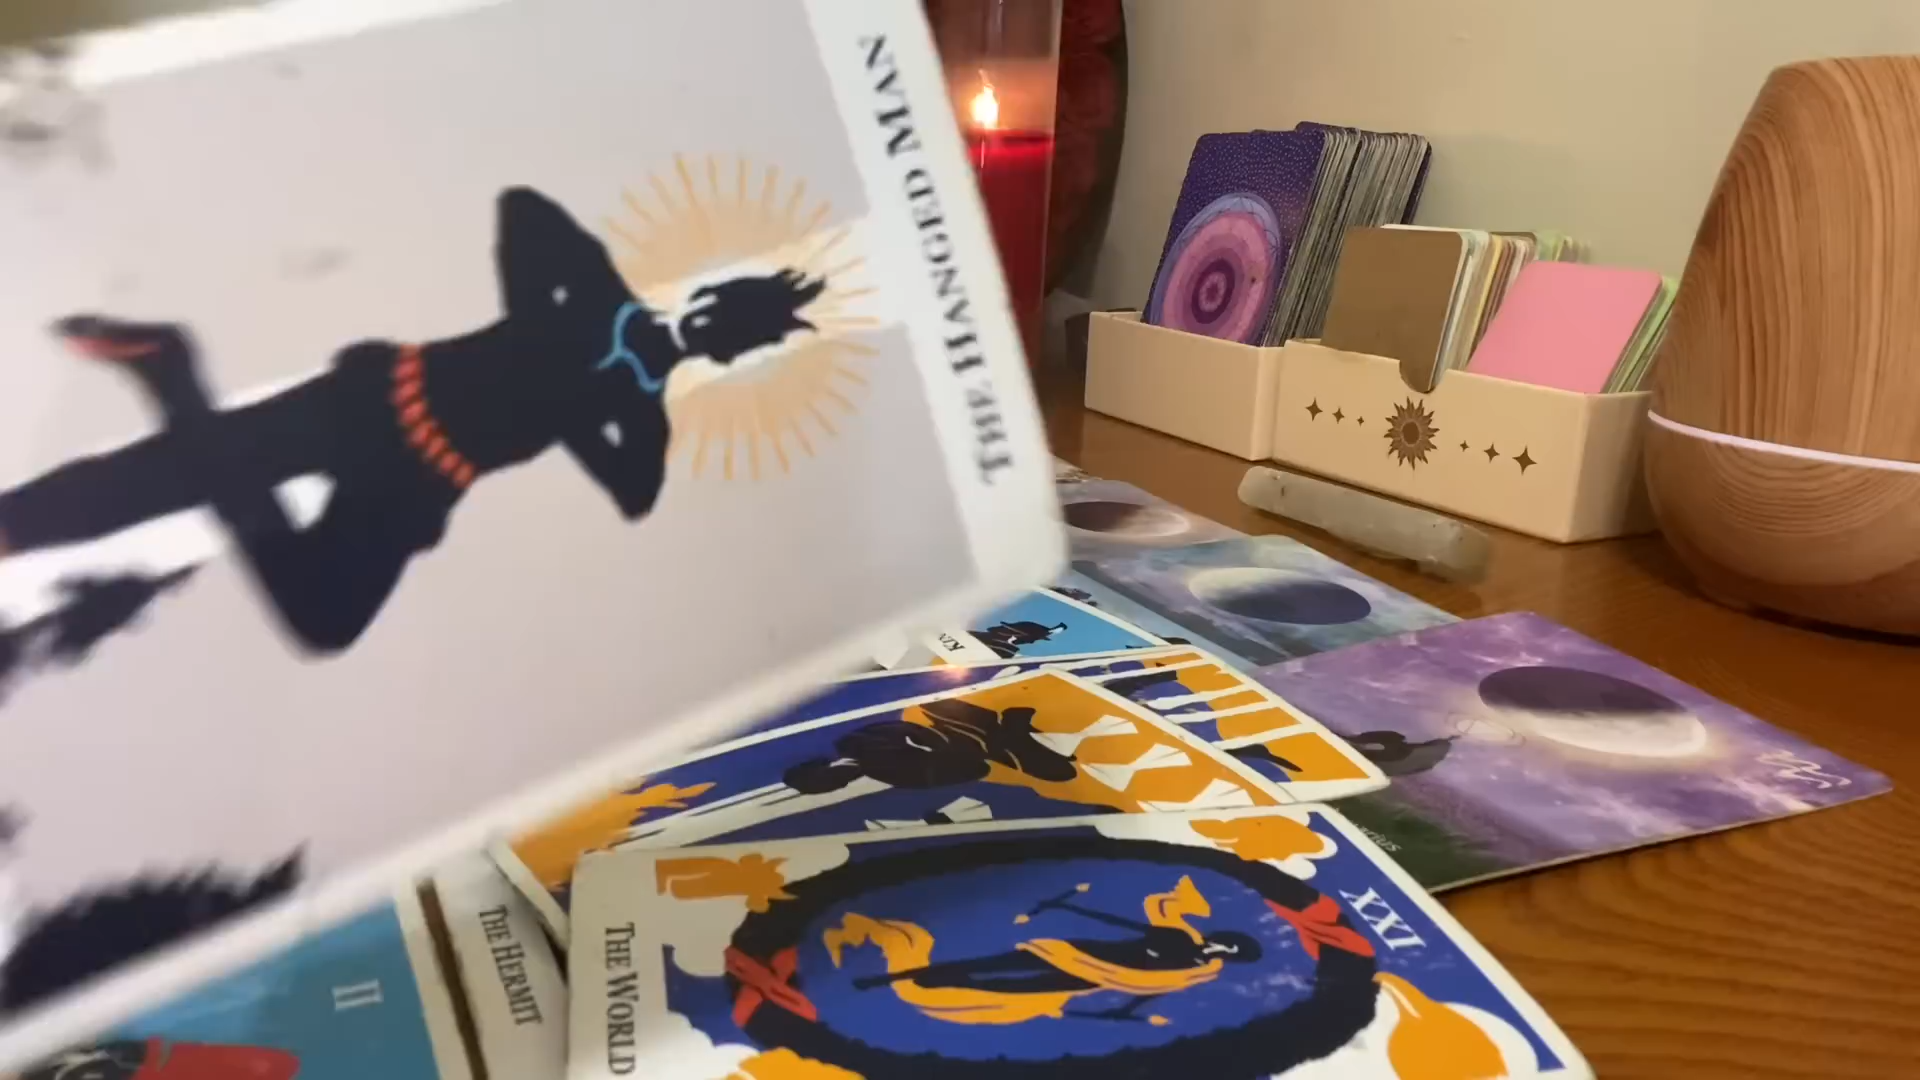 THE HANGED MAN
II
THE HERMIT
THE WORLD
XXI